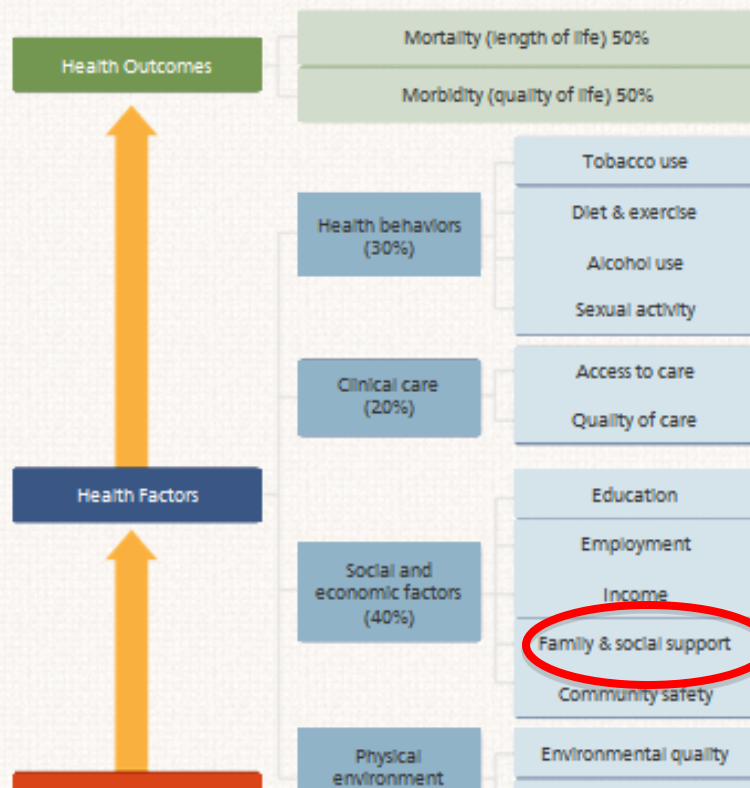 Health Outcomes
Mortality (length of life) 50%
Morbidity (quality of life) 50%
Health behaviors
(30%)
Tobacco use
Diet & exercise
Alcohol use
Sexual activity
Clinical care
(20%)
Access to care
Quality of care
Health Factors
Social and
economic factors
(40%)
Education
Employment
Income
Family & social support
Community safety
Physical
environment
Environmental quality